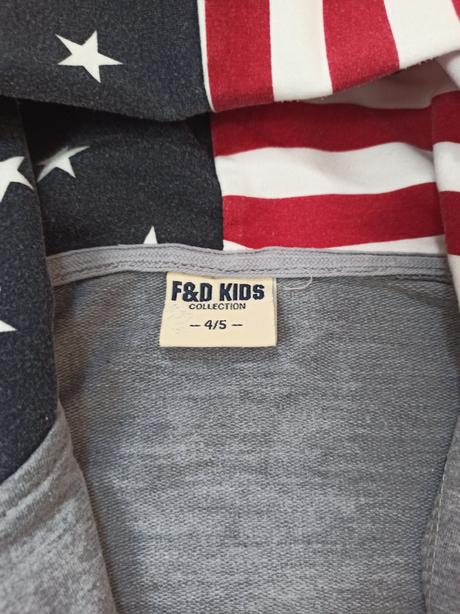 F&D KIDS
COLLECTION
-- 4/5 --